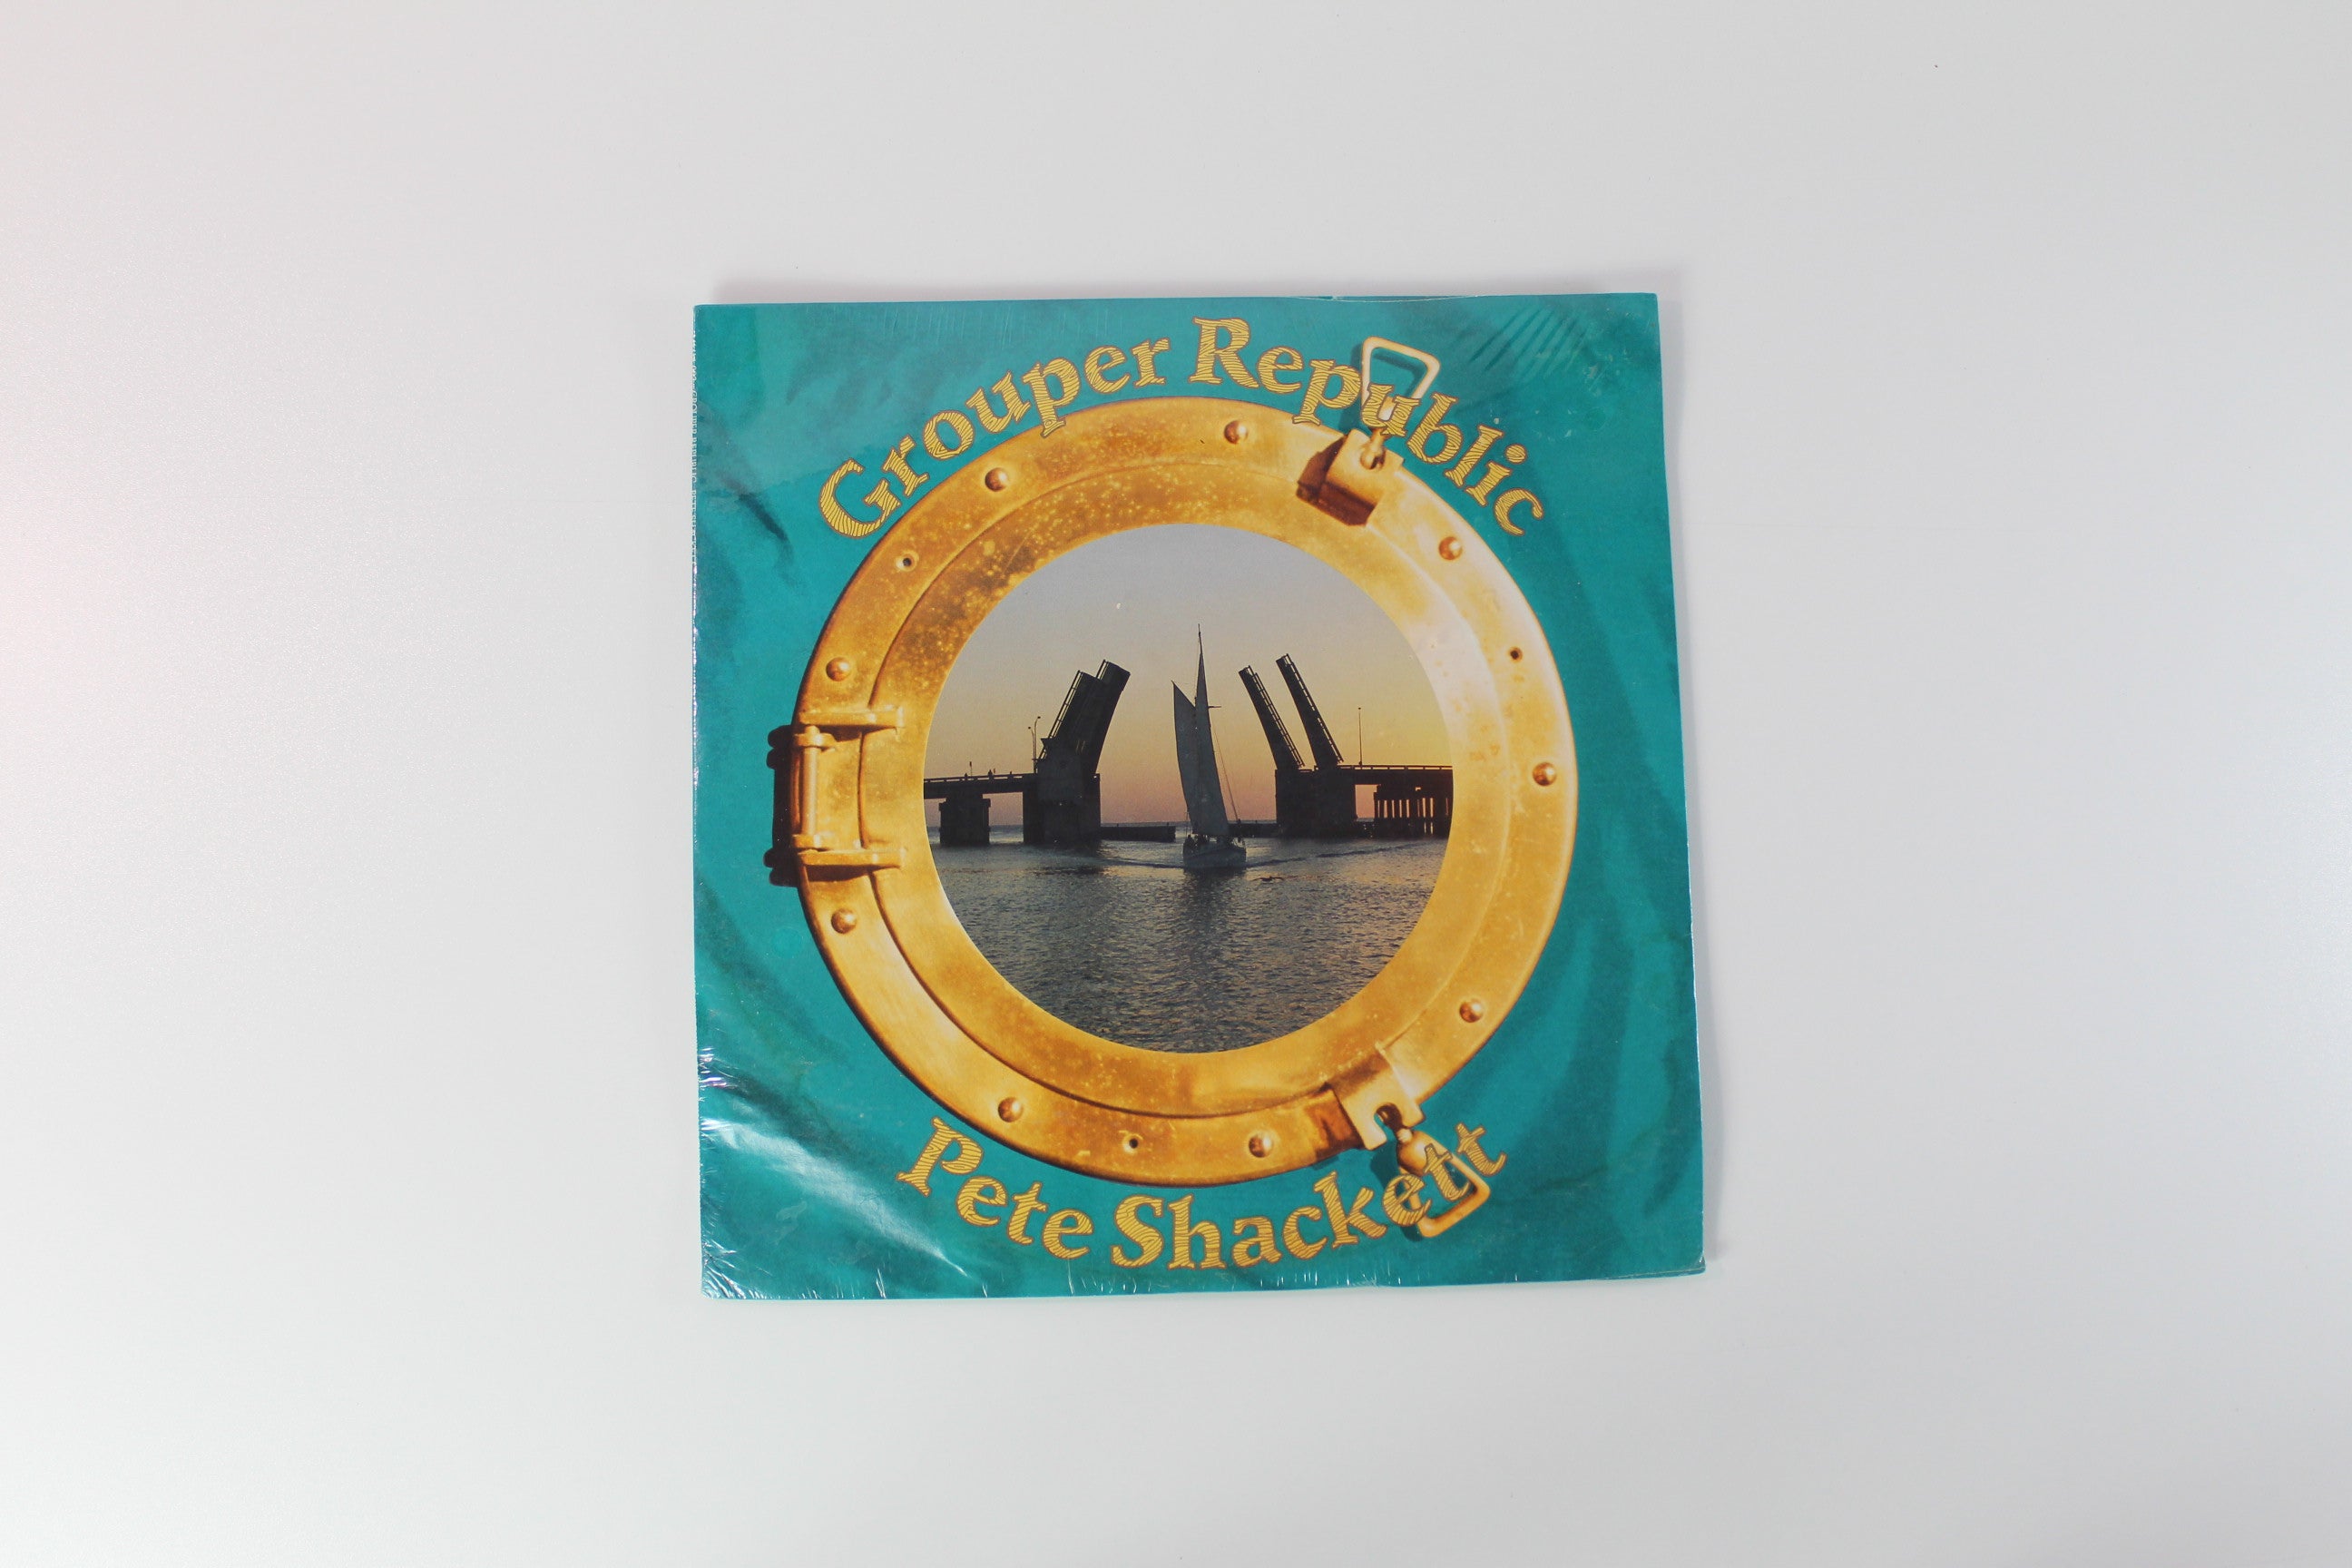 Grouper Republic
Pete Shackett